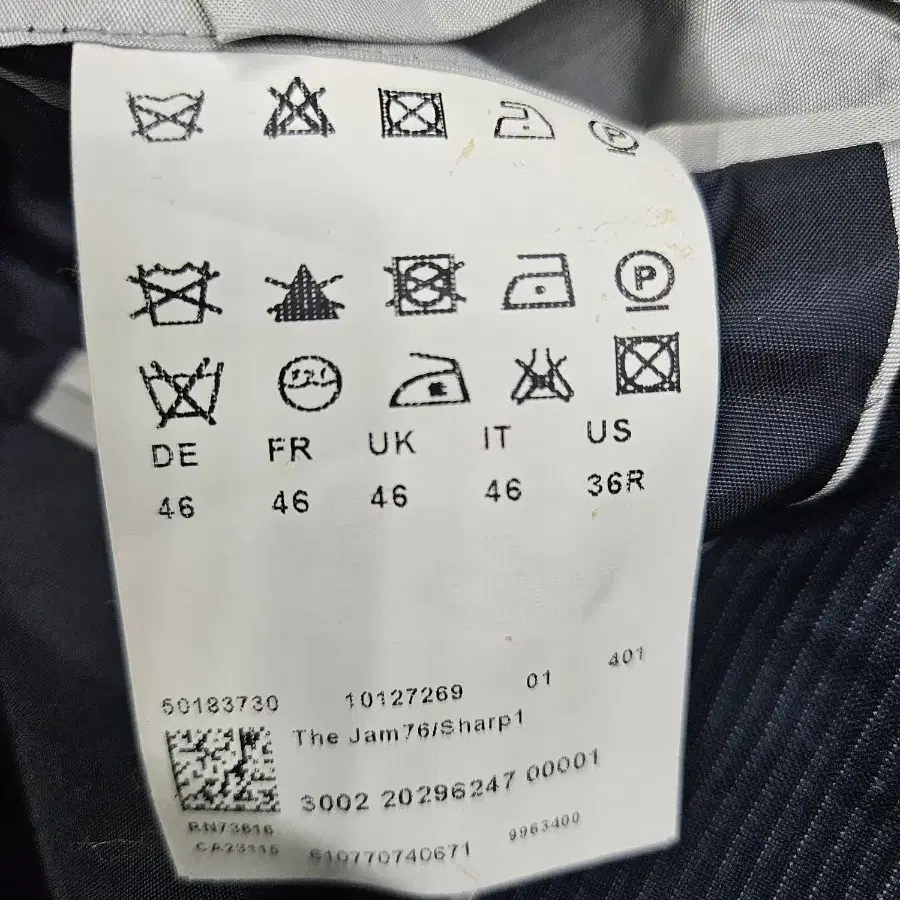 P
P
DE FR UK IT US
46 46 46 46 36R
50183730 10127269 01 401
The Jam76/Sharp1
3002 20296247 00001
RN73616 9963400
CA23115 610770740671